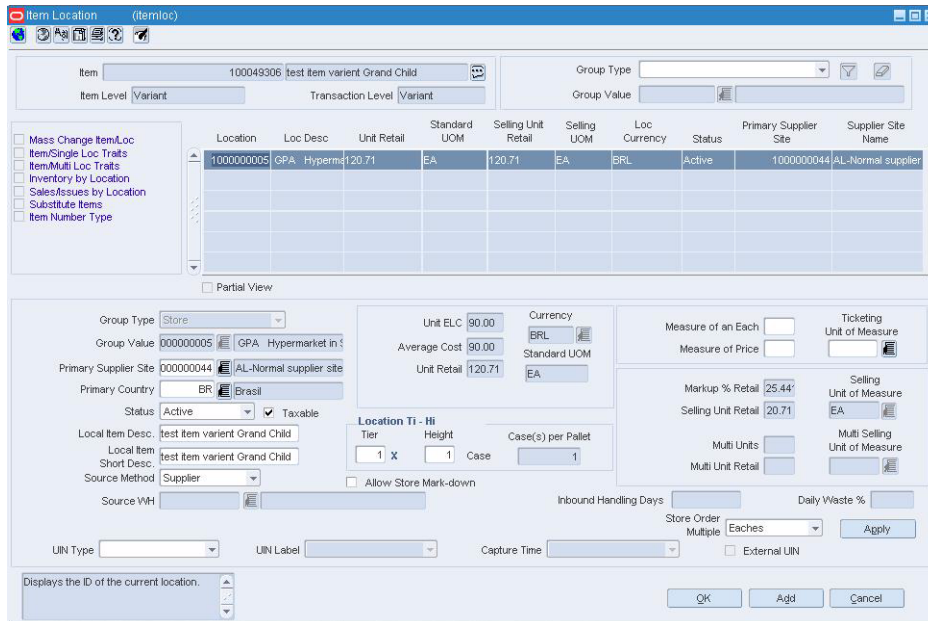 Item Location (itemloc)
Item 100049306 test item varient Grand Child
Group Type
Item Level Variant Transaction Level Variant
Group Value
Mass Change Item/Loc
Item/Single Loc Traits
Item/Multi Loc Traits
Inventory by Location
Sales/Issues by Location
Substitute Items
Item Number Type
Location Loc Desc Unit Retail Standard UOM Selling Unit Retail Selling UOM Loc Currency Status Primary Supplier Site Supplier Site Name
1000000005 GPA Hyperma 120.71 EA 120.71 EA BRL Active 1000000044 AL-Normal supplier
Partial View
Group Type Store
Group Value 000000005 GPA Hypermarket in S
Primary Supplier Site 000000044 AL-Normal supplier site
Primary Country BR Brasil
Status Active Taxable
Local Item Desc. test item varient Grand Child
Local Item Short Desc. test item varient Grand Child
Source Method Supplier
Source WH
Unit ELC 90.00
Average Cost 90.00
Unit Retail 120.71
Currency
BRL
Standard UOM
EA
Location Ti - Hi
Tier Height
1 X 1 Case
Case(s) per Pallet
1
Allow Store Mark-down
Measure of an Each
Measure of Price
Ticketing
Unit of Measure
Markup % Retail 25.44
Selling Unit Retail 20.71
Selling
Unit of Measure
EA
Multi Units
Multi Unit Retail
Multi Selling
Unit of Measure
Inbound Handling Days Daily Waste %
Store Order
Multiple Eaches Apply
UIN Type UIN Label Capture Time External UIN
Displays the ID of the current location.
OK Add Cancel